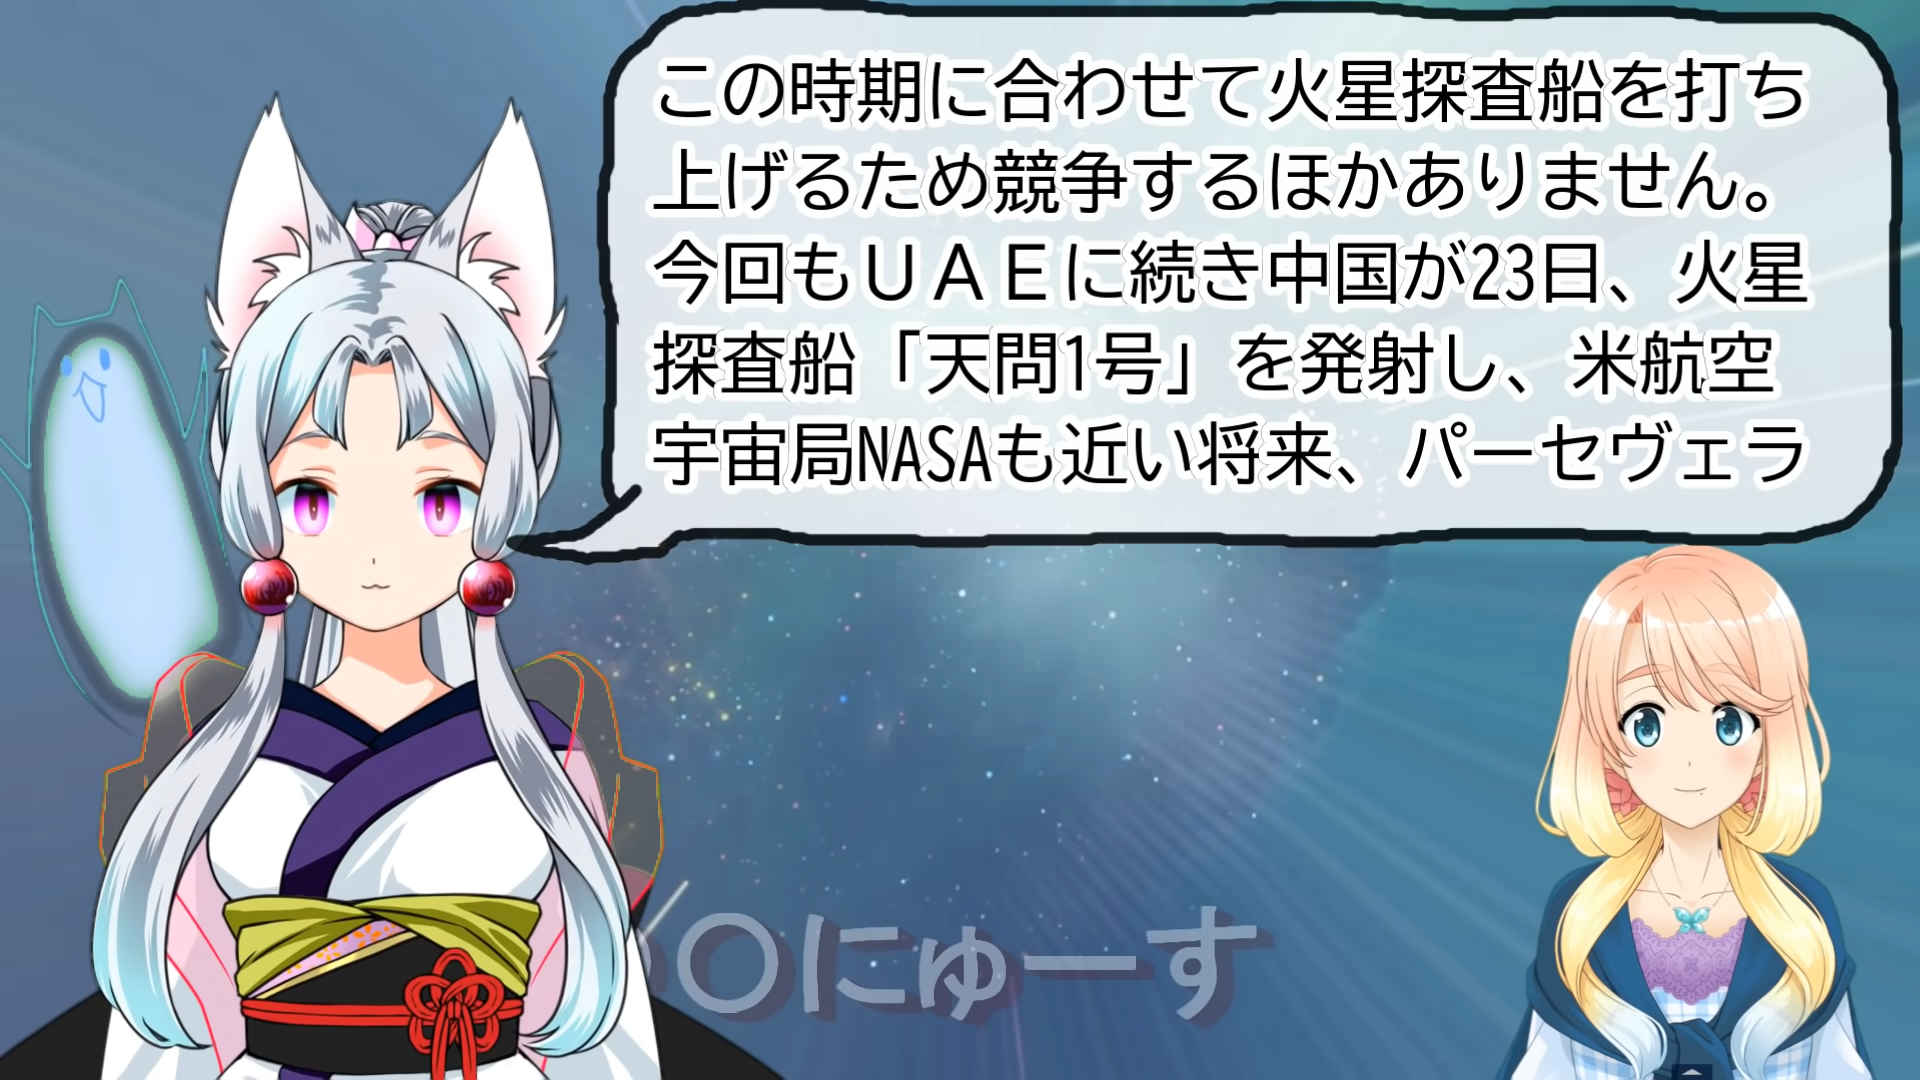 この時期に合わせて火星探査船を打ち
上げるため競争するほかありません。
今回もＵＡＥに続き中国が23日、火星
探査船「天問1号」を発射し、米航空
宇宙局NASAも近い将来、パーセヴェラ
〇にゅーす